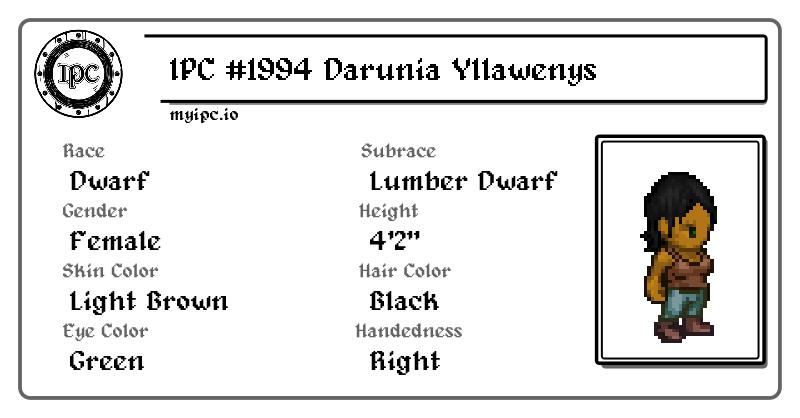 IPC
IPC #1994 Darunia Yllawenys
myipc.io
Race
Dwarf
Subrace
Lumber Dwarf
Gender
Female
Height
4'2"
Skin Color
Light Brown
Hair Color
Black
Eye Color
Green
Handedness
Right